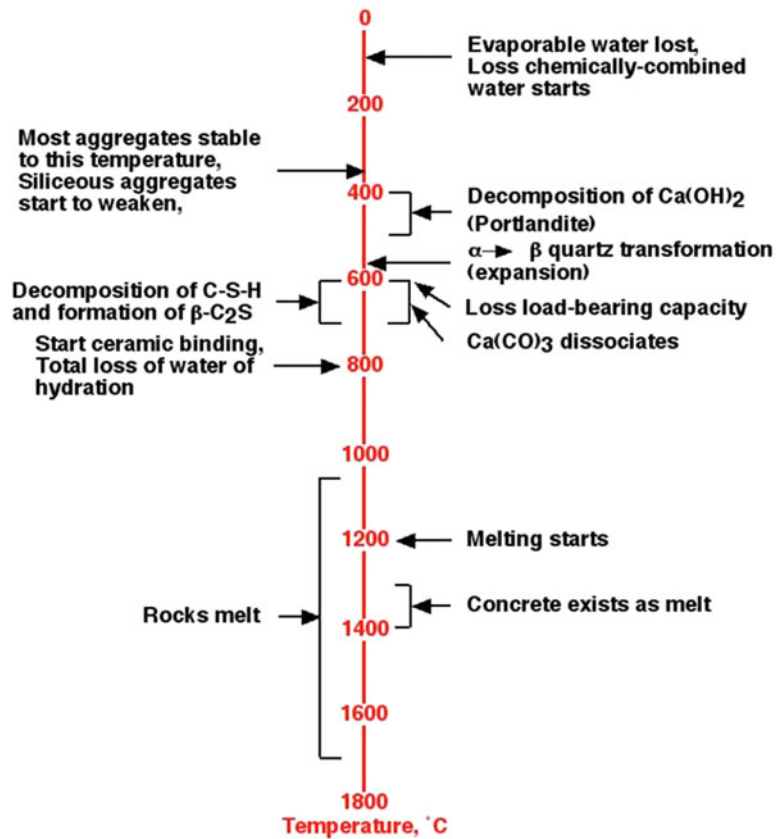 0
Evaporable water lost,
Loss chemically-combined
water starts
200
Most aggregates stable
to this temperature,
Siliceous aggregates
start to weaken,
400
Decomposition of Ca(OH)2
(Portlandite)
α→ β quartz transformation
(expansion)
600
Decomposition of C-S-H
and formation of β-C2S
Loss load-bearing capacity
Ca(CO)3 dissociates
Start ceramic binding,
Total loss of water of
hydration
800
1000
1200
Melting starts
Rocks melt
Concrete exists as melt
1400
1600
1800
Temperature, °C